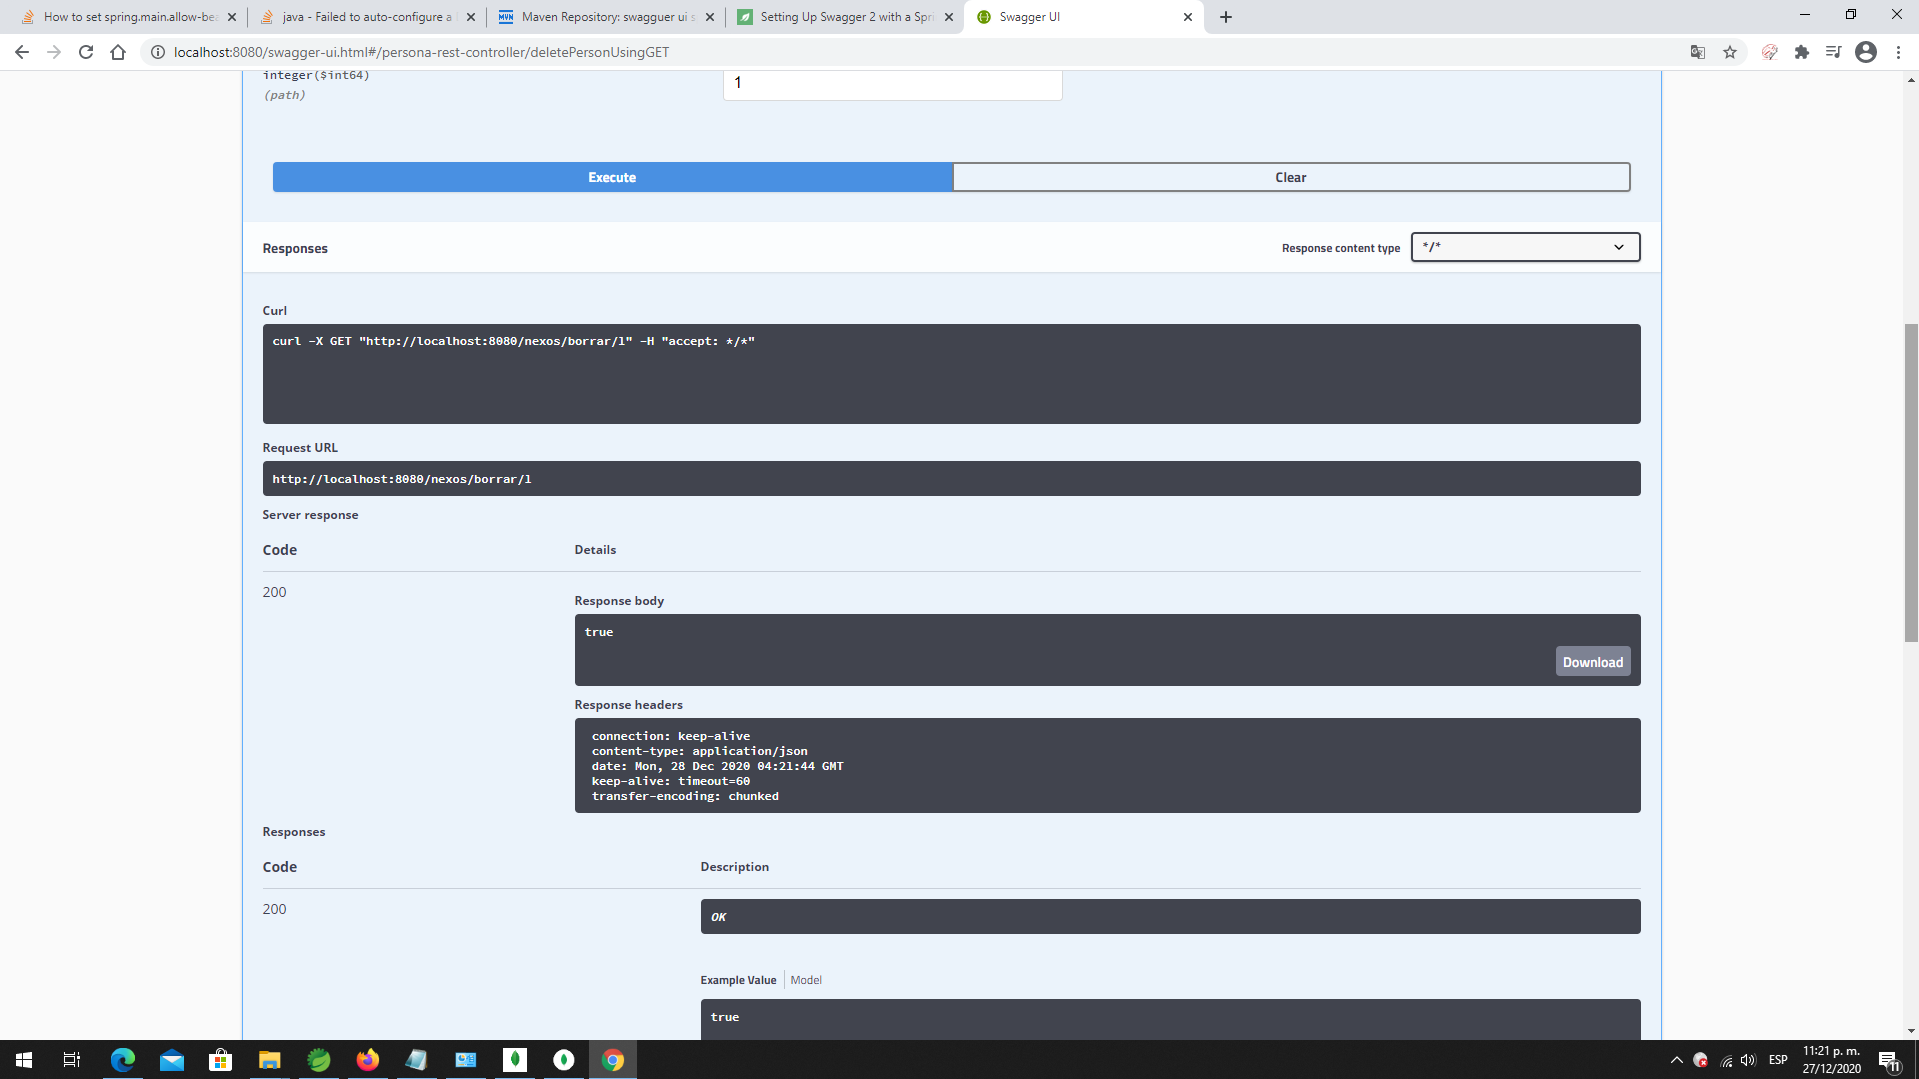 How to set spring.main.allow-bea
java - Failed to auto-configure a
Maven Repository: swagguer ui s
Setting Up Swagger 2 with a Spri
Swagger UI
localhost:8080/swagger-ui.html#/persona-rest-controller/deletePersonUsingGET
integer($int64)
(path)
1
Execute
Clear
Responses
Response content type
*/*
Curl
curl -X GET "http://localhost:8080/nexos/borrar/1" -H "accept: */*"
Request URL
http://localhost:8080/nexos/borrar/1
Server response
Code
Details
200
Response body
true
Download
Response headers
connection: keep-alive
content-type: application/json
date: Mon, 28 Dec 2020 04:21:44 GMT
keep-alive: timeout=60
transfer-encoding: chunked
Responses
Code
Description
200
OK
Example Value
Model
true
ESP
11:21 p. m.
27/12/2020
11